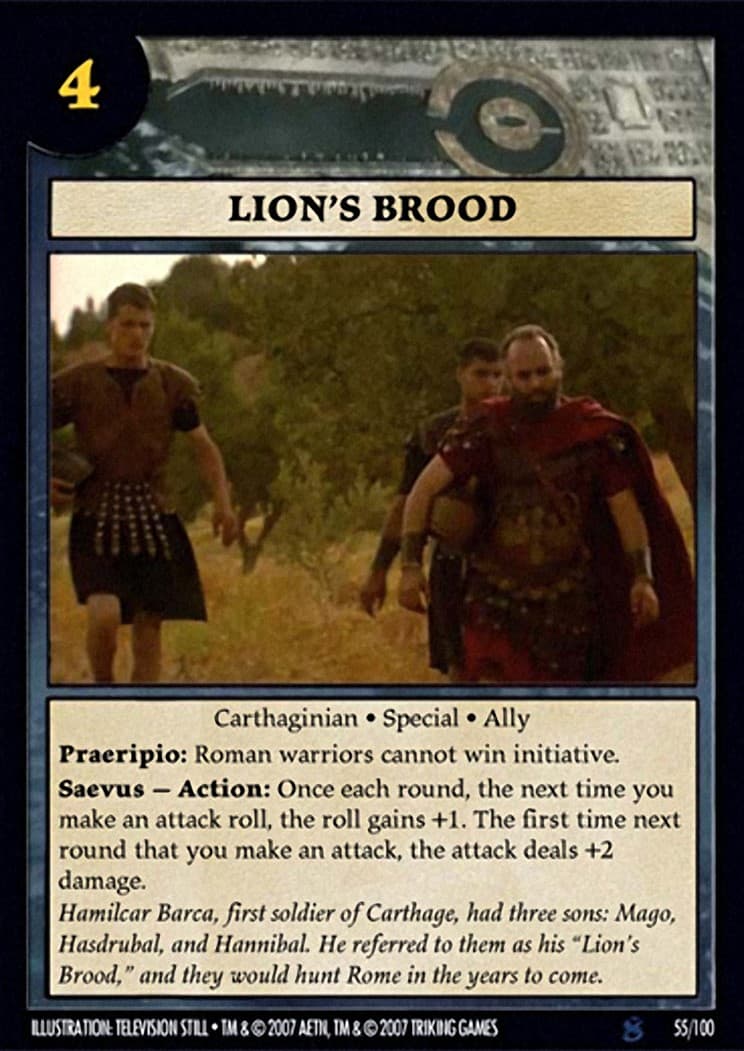 4
LION'S BROOD
Carthaginian • Special • Ally
Praeripio: Roman warriors cannot win initiative.
Saevus — Action: Once each round, the next time you
make an attack roll, the roll gains +1. The first time next
round that you make an attack, the attack deals +2
damage.
Hamilcar Barca, first soldier of Carthage, had three sons: Mago,
Hasdrubal, and Hannibal. He referred to them as his “Lion's
Brood,” and they would hunt Rome in the years to come.
ILLUSTRATION: TELEVISION STILL • TM & © 2007 AETN, TM & © 2007 TRIKING GAMES 55/100